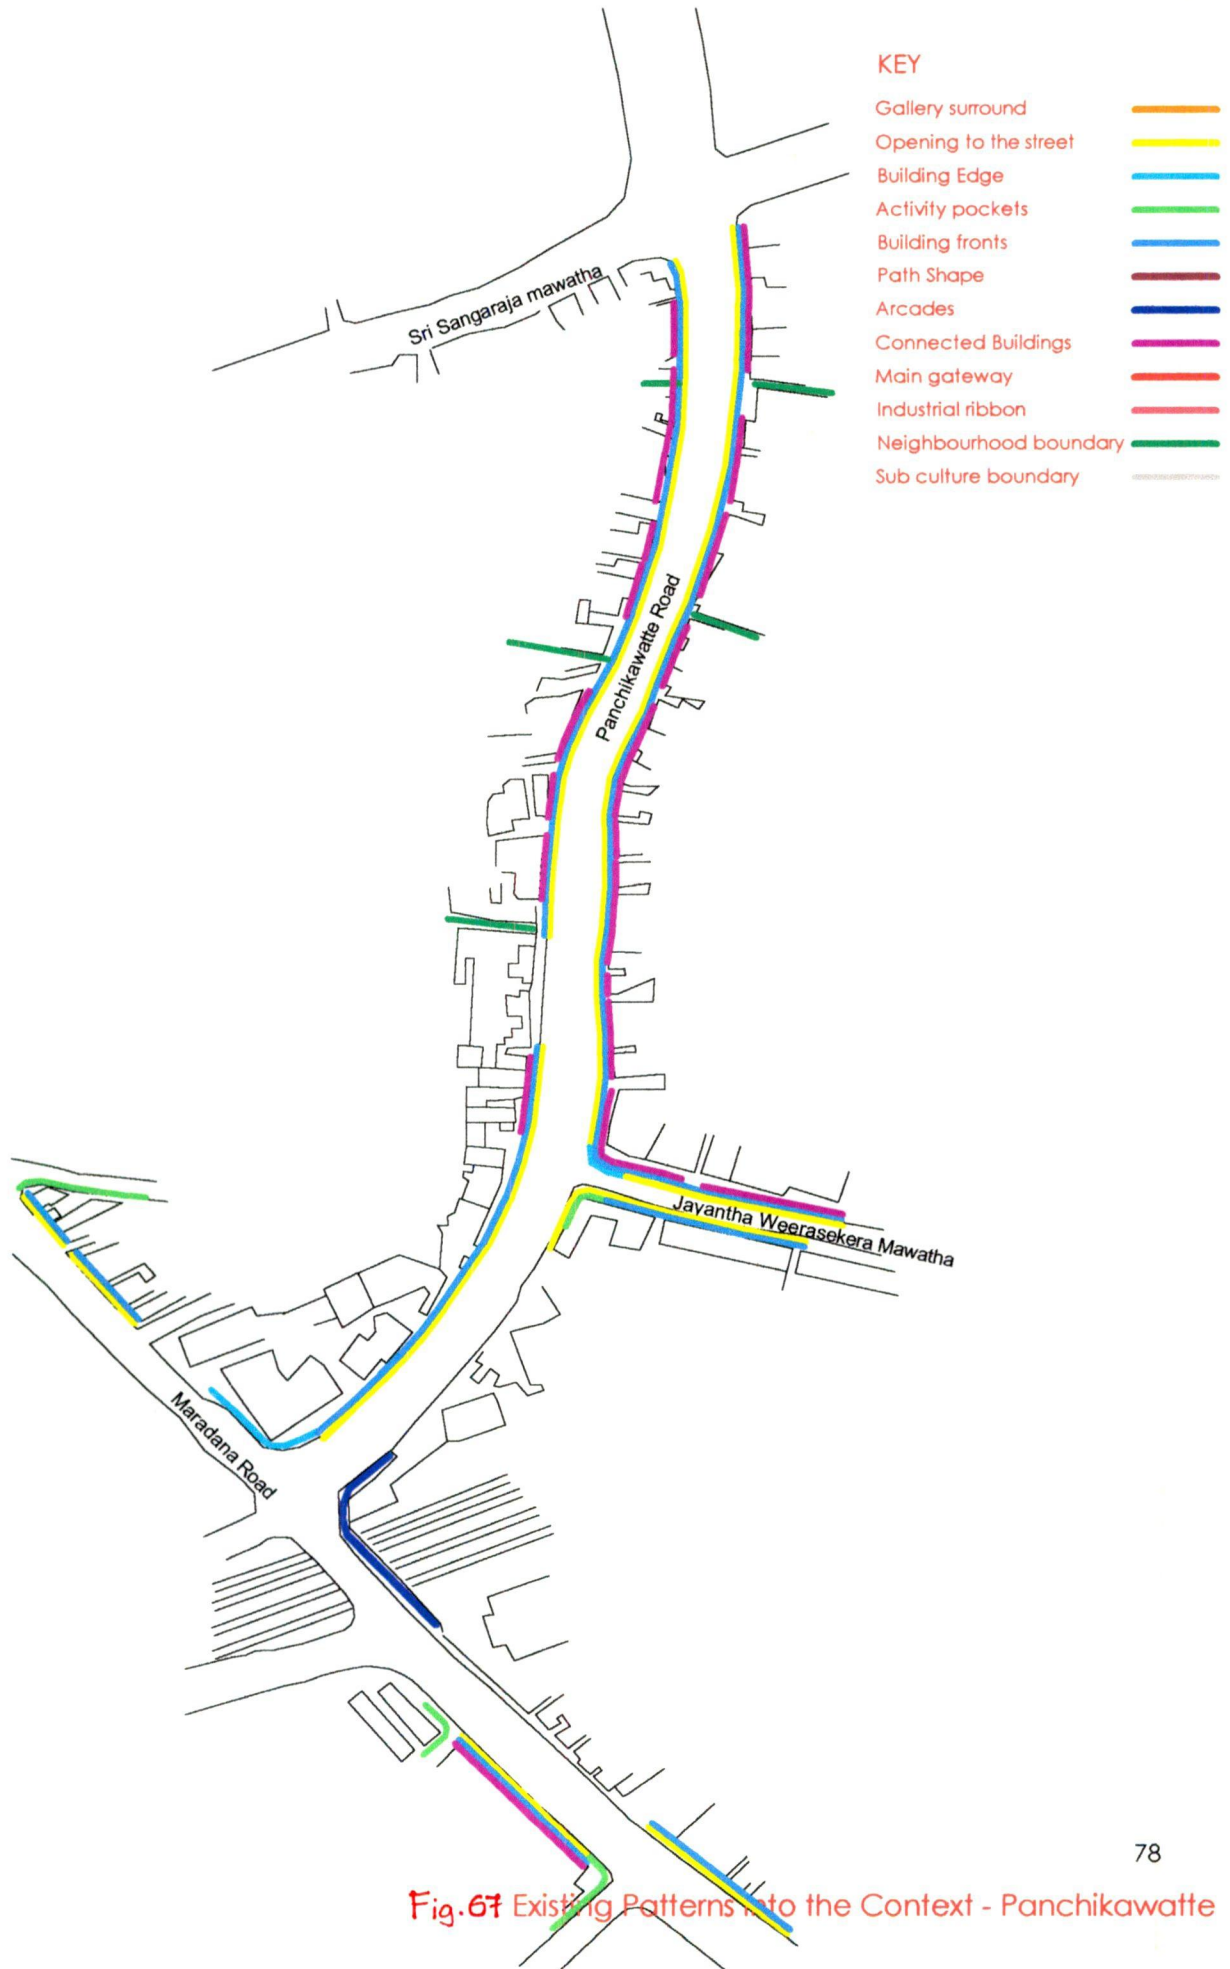 KEY
Gallery surround
Opening to the street
Building Edge
Activity pockets
Building fronts
Path Shape
Arcades
Connected Buildings
Main gateway
Industrial ribbon
Neighbourhood boundary
Sub culture boundary
Sri Sangaraja mawatha
Panchikawatte Road
Jayantha Weerasekera Mawatha
Maradana Road
78
Fig.67 Existing Patterns into the Context - Panchikawatte